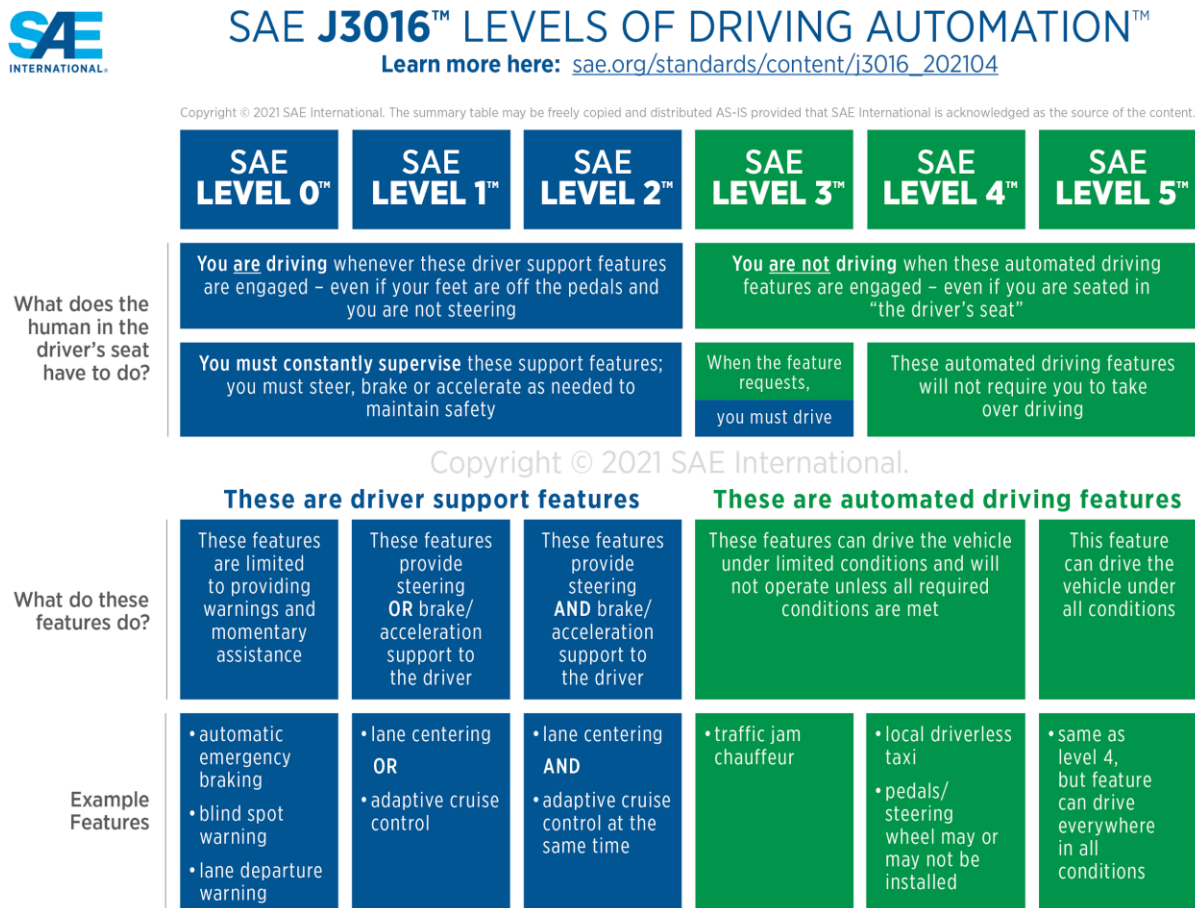 SAE
INTERNATIONAL®
SAE J3016™ LEVELS OF DRIVING AUTOMATION™
Learn more here: sae.org/standards/content/j3016_202104
Copyright © 2021 SAE International. The summary table may be freely copied and distributed AS-IS provided that SAE International is acknowledged as the source of the content.
SAE
LEVEL 0™
SAE
LEVEL 1™
SAE
LEVEL 2™
SAE
LEVEL 3™
SAE
LEVEL 4™
SAE
LEVEL 5™
What does the
human in the
driver's seat
have to do?
You are driving whenever these driver support features
are engaged – even if your feet are off the pedals and
you are not steering
You are not driving when these automated driving
features are engaged – even if you are seated in
“the driver's seat”
You must constantly supervise these support features;
you must steer, brake or accelerate as needed to
maintain safety
When the feature
requests,
you must drive
These automated driving features
will not require you to take
over driving
Copyright © 2021 SAE International.
These are driver support features
These are automated driving features
What do these
features do?
These features
are limited
to providing
warnings and
momentary
assistance
These features
provide
steering
OR brake/
acceleration
support to
the driver
These features
provide
steering
AND brake/
acceleration
support to
the driver
These features can drive the vehicle
under limited conditions and will
not operate unless all required
conditions are met
This feature
can drive the
vehicle under
all conditions
Example
Features
• automatic
emergency
braking
• blind spot
warning
• lane departure
warning
• lane centering
OR
• adaptive cruise
control
• lane centering
AND
• adaptive cruise
control at the
same time
• traffic jam
chauffeur
• local driverless
taxi
• pedals/
steering
wheel may or
may not be
installed
• same as
level 4,
but feature
can drive
everywhere
in all
conditions